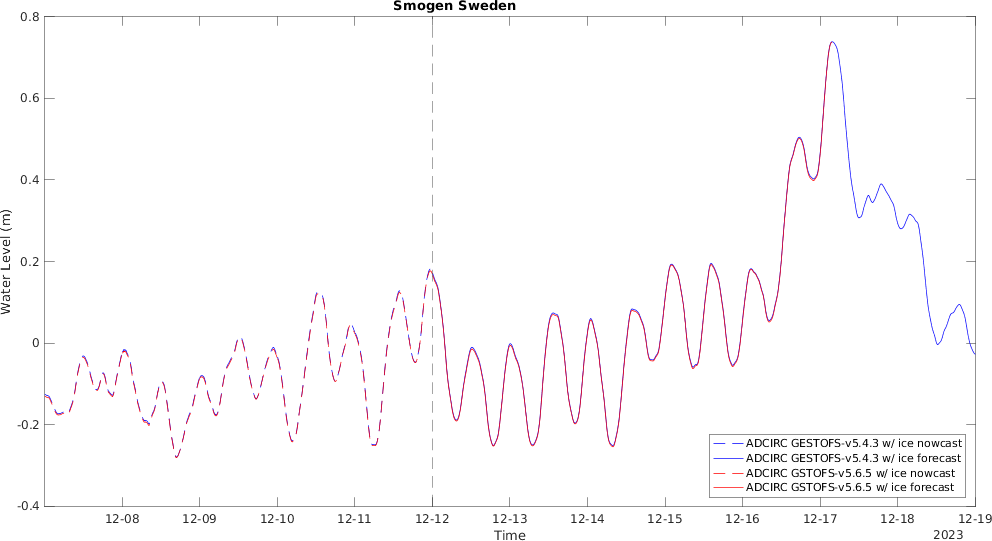 Smogen Sweden
Water Level (m)
0.8
0.6
0.4
0.2
0
-0.2
-0.4
ADCIRC GESTOFS-v5.4.3 w/ ice nowcast
ADCIRC GESTOFS-v5.4.3 w/ ice forecast
ADCIRC GSTOFS-v5.6.5 w/ ice nowcast
ADCIRC GSTOFS-v5.6.5 w/ ice forecast
12-08 12-09 12-10 12-11 12-12 12-13 12-14 12-15 12-16 12-17 12-18 12-19
Time
2023